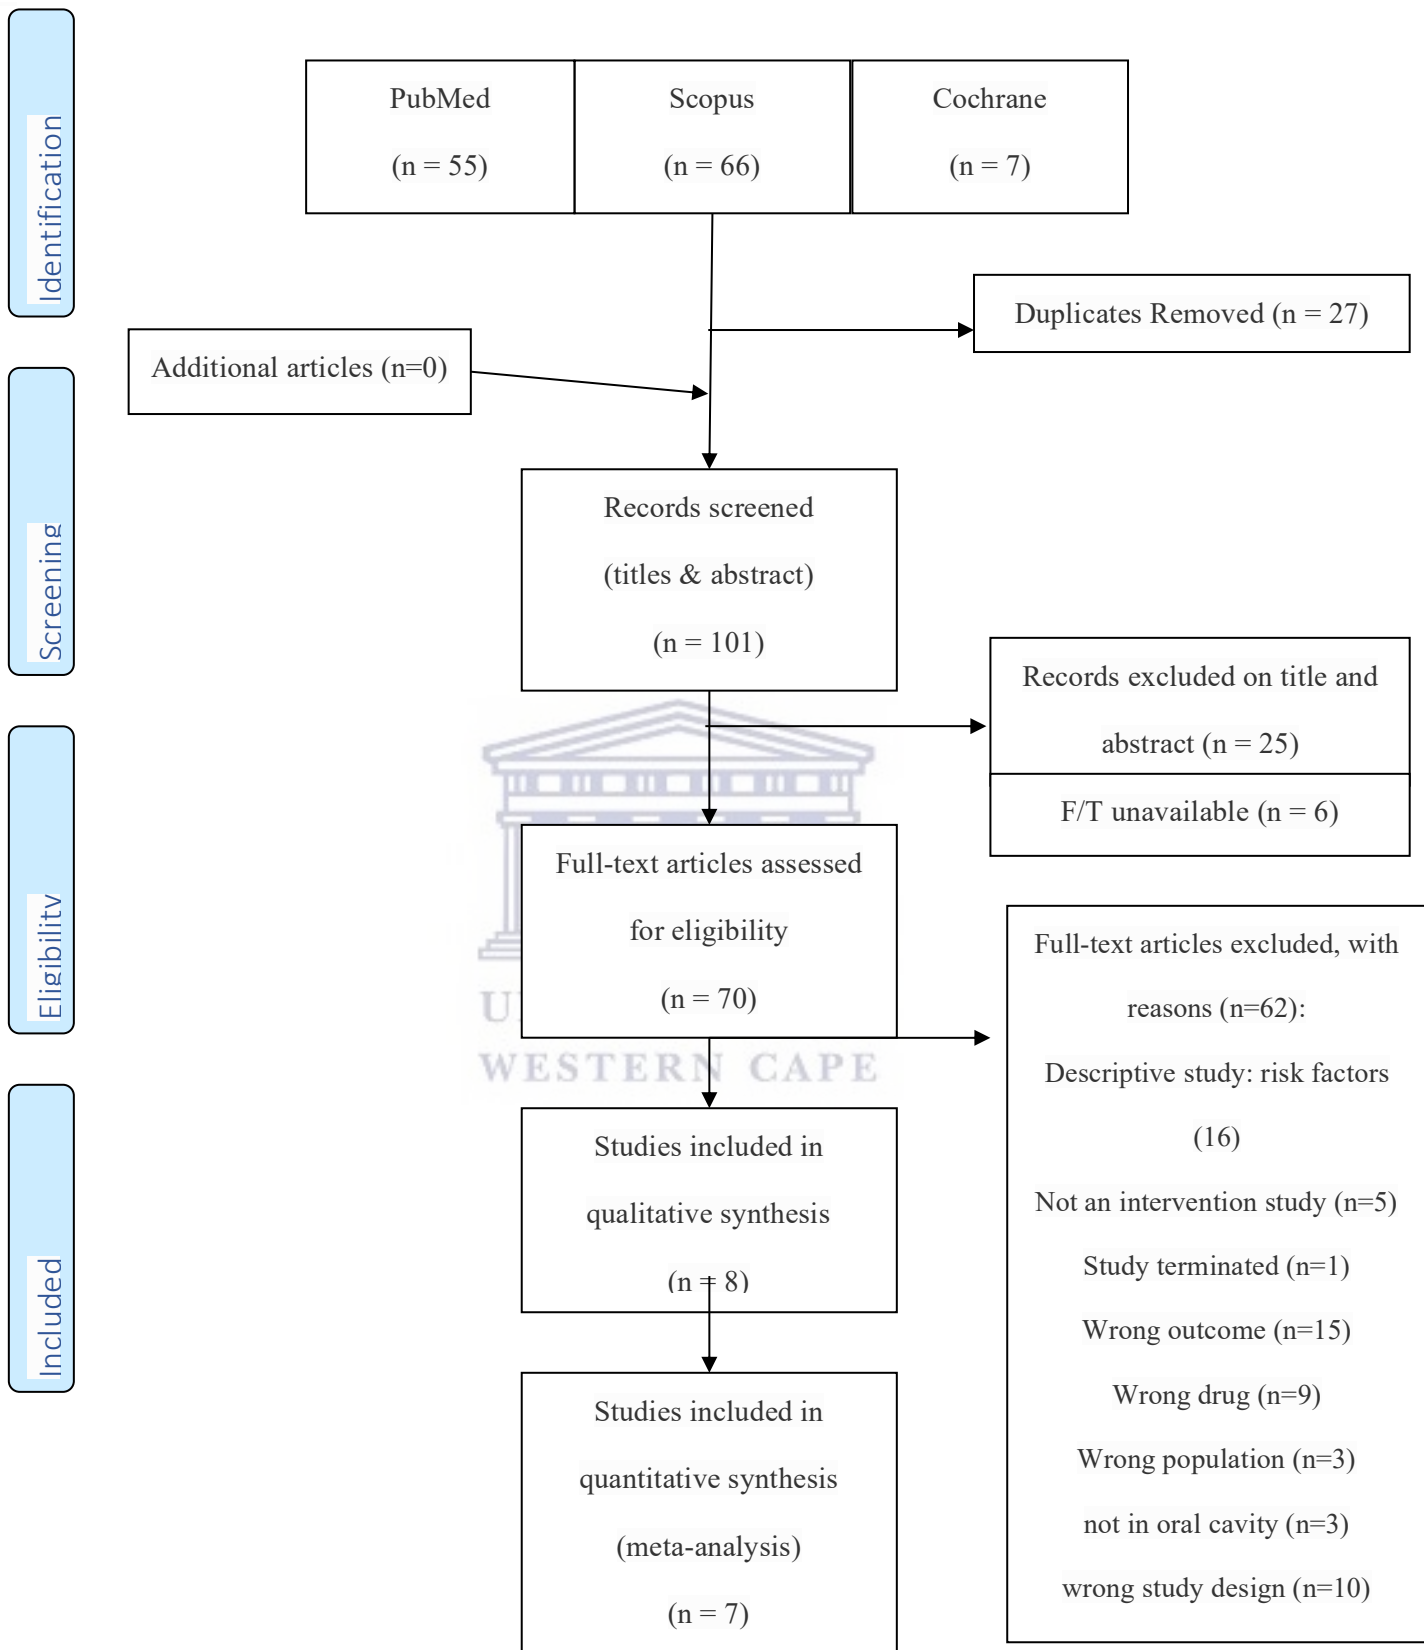 Identification
PubMed
(n = 55)
Scopus
(n = 66)
Cochrane
(n = 7)
Duplicates Removed (n = 27)
Additional articles (n=0)
Screening
Records screened
(titles & abstract)
(n = 101)
Records excluded on title and
abstract (n = 25)
F/T unavailable (n = 6)
Eligibility
Full-text articles assessed
for eligibility
(n = 70)
Full-text articles excluded, with
reasons (n=62):
Descriptive study: risk factors
(16)
Not an intervention study (n=5)
Study terminated (n=1)
Wrong outcome (n=15)
Wrong drug (n=9)
Wrong population (n=3)
not in oral cavity (n=3)
wrong study design (n=10)
WESTERN CAPE
Included
Studies included in
qualitative synthesis
(n = 8)
Studies included in
quantitative synthesis
(meta-analysis)
(n = 7)